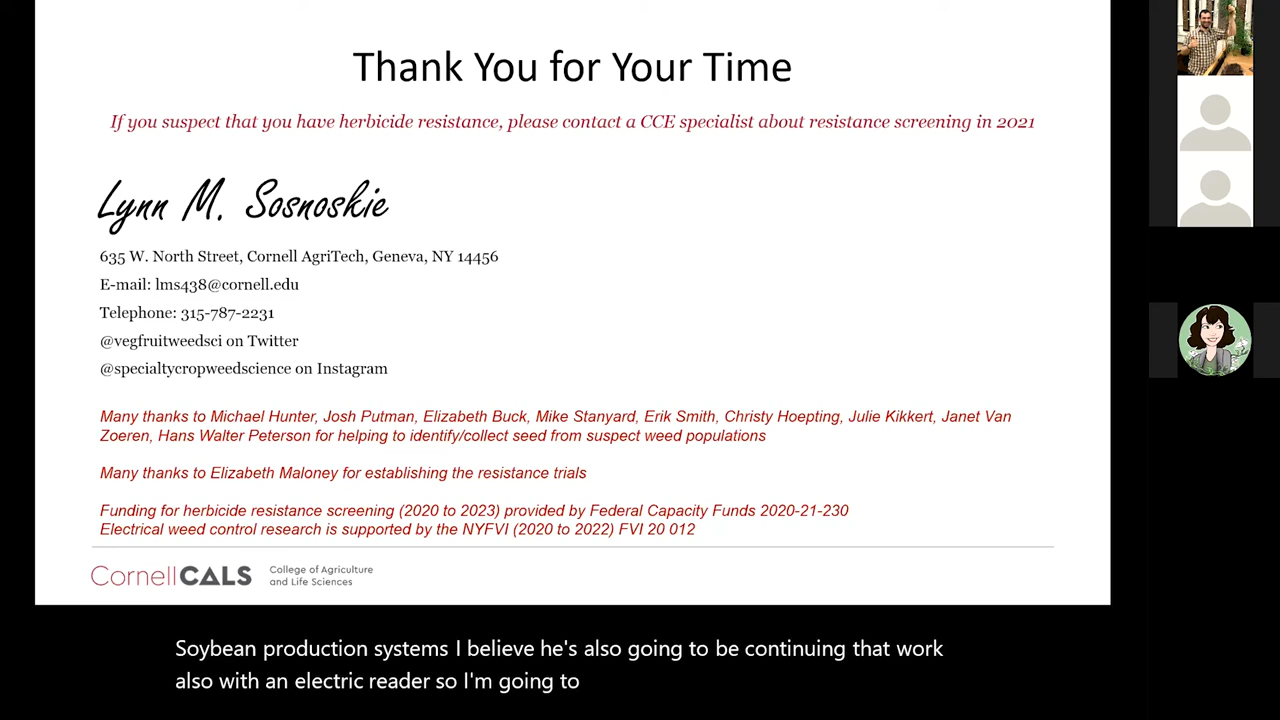 Thank You for Your Time
If you suspect that you have herbicide resistance, please contact a CCE specialist about resistance screening in 2021
Lynn M. Sosnoskie
635 W. North Street, Cornell AgriTech, Geneva, NY 14456
E-mail: lms438@cornell.edu
Telephone: 315-787-2231
@vegfruitweedsci on Twitter
@specialtycropweedscience on Instagram
Many thanks to Michael Hunter, Josh Putman, Elizabeth Buck, Mike Stanyard, Erik Smith, Christy Hoepting, Julie Kikkert, Janet Van
Zoeren, Hans Walter Peterson for helping to identify/collect seed from suspect weed populations
Many thanks to Elizabeth Maloney for establishing the resistance trials
Funding for herbicide resistance screening (2020 to 2023) provided by Federal Capacity Funds 2020-21-230
Electrical weed control research is supported by the NYFVI (2020 to 2022) FVI 20 012
CornellCALS
College of Agriculture
and Life Sciences
Soybean production systems I believe he's also going to be continuing that work
also with an electric reader so I'm going to